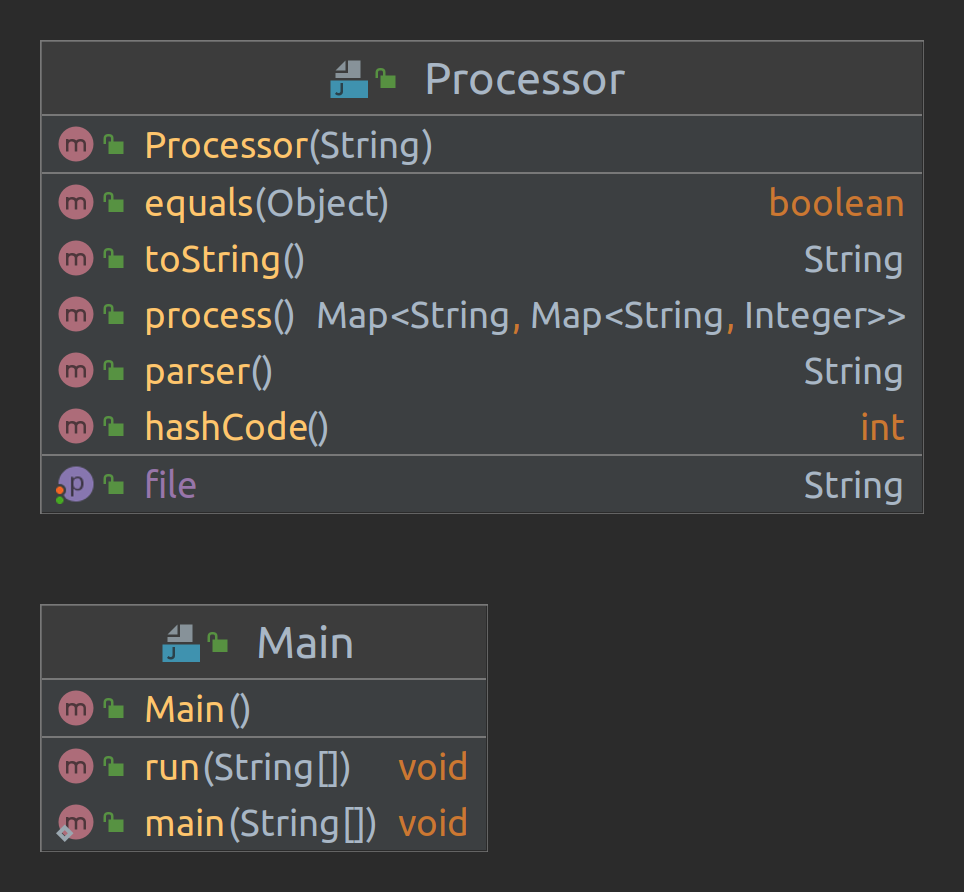 Processor
Processor(String)
equals(Object) boolean
toString() String
process() Map<String, Map<String, Integer>>
parser() String
hashCode() int
file String
Main
Main()
run(String[]) void
main(String[]) void